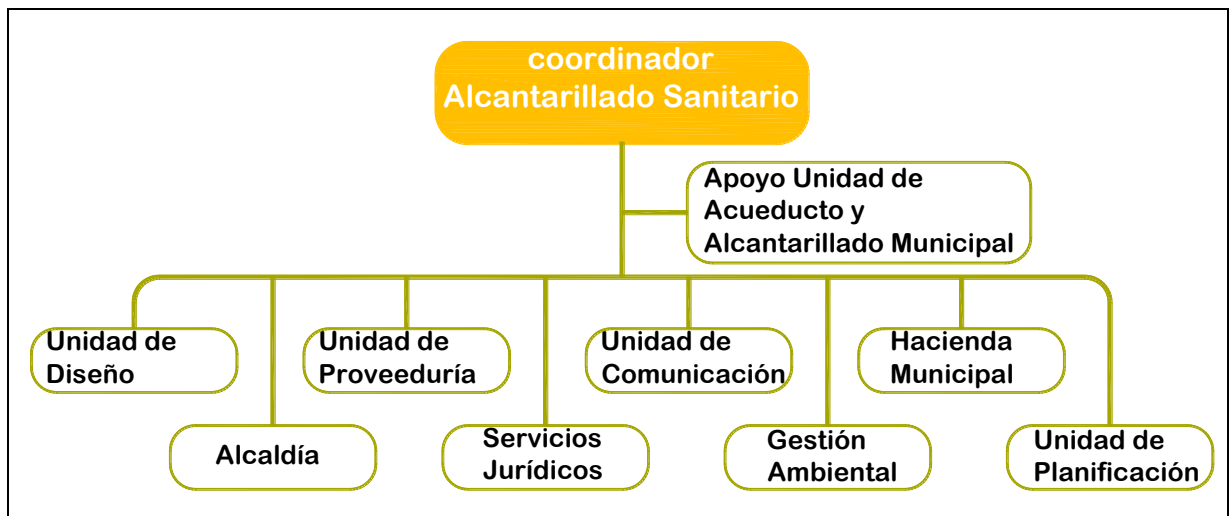 coordinador
Alcantarillado Sanitario
Apoyo Unidad de
Acueducto y
Alcantarillado Municipal
Unidad de
Diseño
Unidad de
Proveeduría
Unidad de
Comunicación
Hacienda
Municipal
Alcaldía
Servicios
Jurídicos
Gestión
Ambiental
Unidad de
Planificación